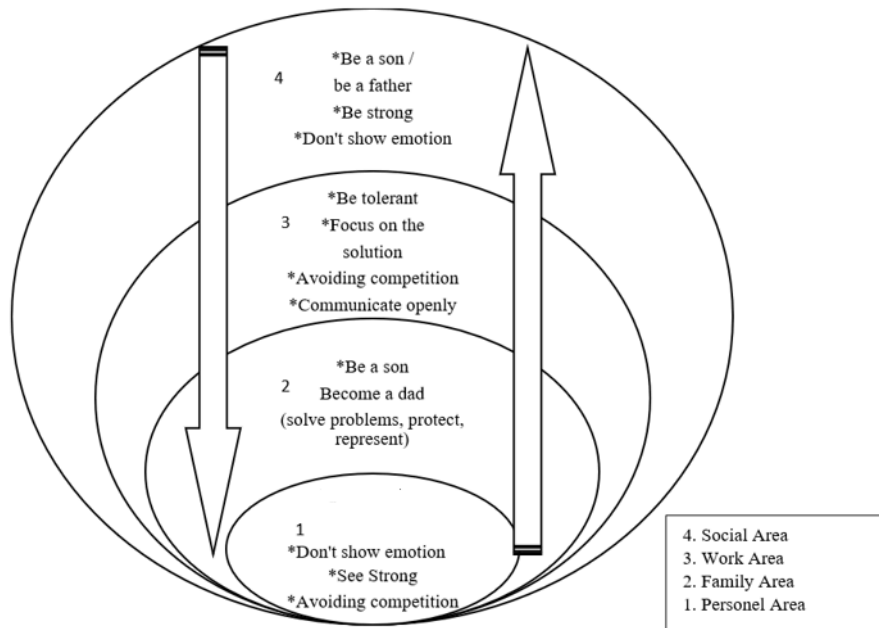 4
*Be a son /
be a father
*Be strong
*Don't show emotion
3
*Be tolerant
*Focus on the
solution
*Avoiding competition
*Communicate openly
2
*Be a son
Become a dad
(solve problems, protect,
represent)
1
*Don't show emotion
*See Strong
*Avoiding competition
4. Social Area
3. Work Area
2. Family Area
1. Personel Area